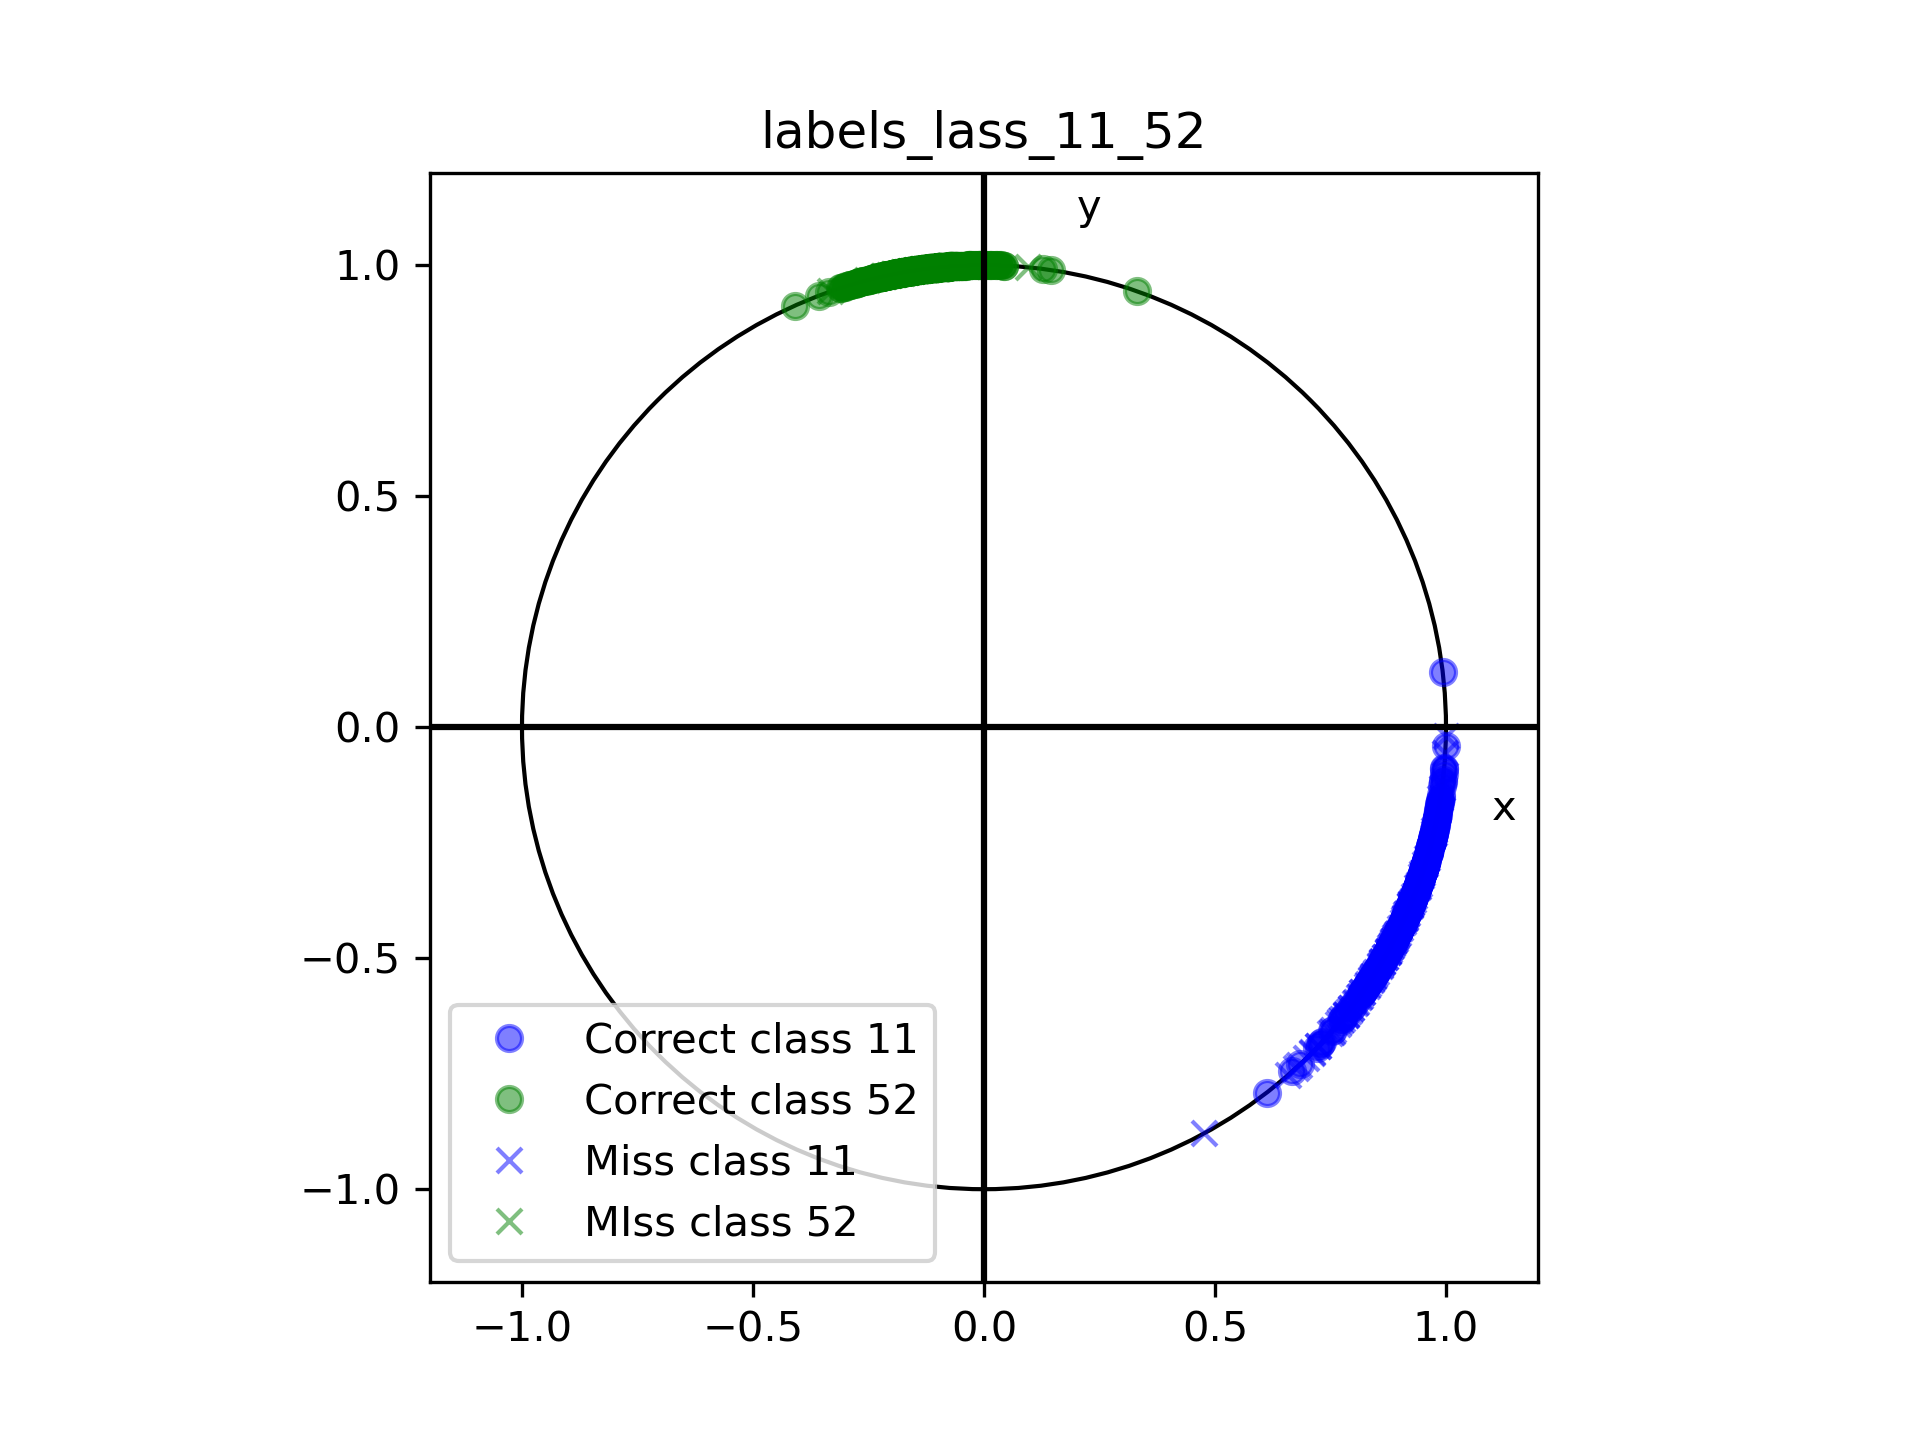 labels_lass_11_52
y
1.0
0.5
0.0
x
−0.5
−1.0
Correct class 11
Correct class 52
Miss class 11
MIss class 52
−1.0 −0.5 0.0 0.5 1.0